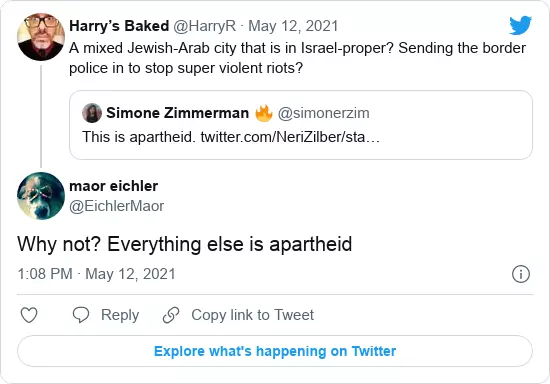 Harry's Baked @HarryR · May 12, 2021
A mixed Jewish-Arab city that is in Israel-proper? Sending the border
police in to stop super violent riots?
Simone Zimmerman 🔥 @simonerzim
This is apartheid. twitter.com/NeriZilber/sta…
maor eichler
@EichlerMaor
Why not? Everything else is apartheid
1:08 PM · May 12, 2021
Reply
Copy link to Tweet
Explore what's happening on Twitter